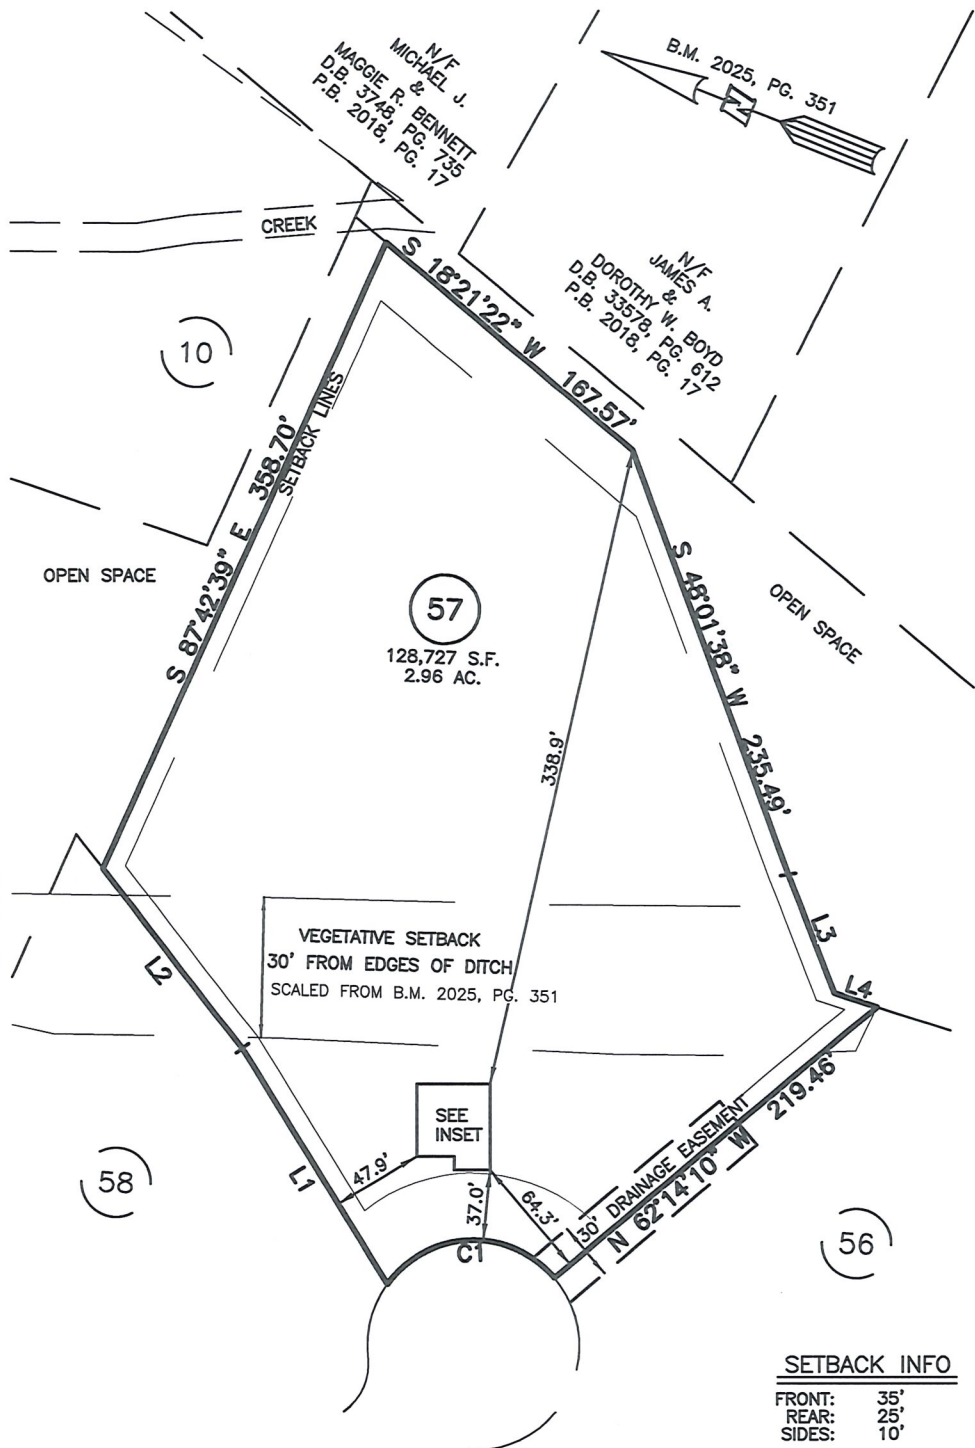 N/F
MICHAEL J.
&
MAGGIE R. BENNETT
D.B. 3748, PG. 735
P.B. 2018, PG. 17
B.M. 2025, PG. 351
N
CREEK
N/F
JAMES A.
&
DOROTHY W. BOYD
D.B. 33578, PG. 612
P.B. 2018, PG. 17
S 18°21'22" W 167.57'
10
SETBACK LINES
S 87°42'39" E 358.70'
OPEN SPACE
57
128,727 S.F.
2.96 AC.
S 48°01'38" W 235.49'
OPEN SPACE
338.9'
VEGETATIVE SETBACK
30' FROM EDGES OF DITCH
SCALED FROM B.M. 2025, PG. 351
L2
L3
L4
SEE
INSET
58
L1
47.9'
37.0'
64.3'
C1
30' DRAINAGE EASEMENT
N 62°14'10" W 219.46'
56
SETBACK INFO
FRONT: 35'
REAR: 25'
SIDES: 10'